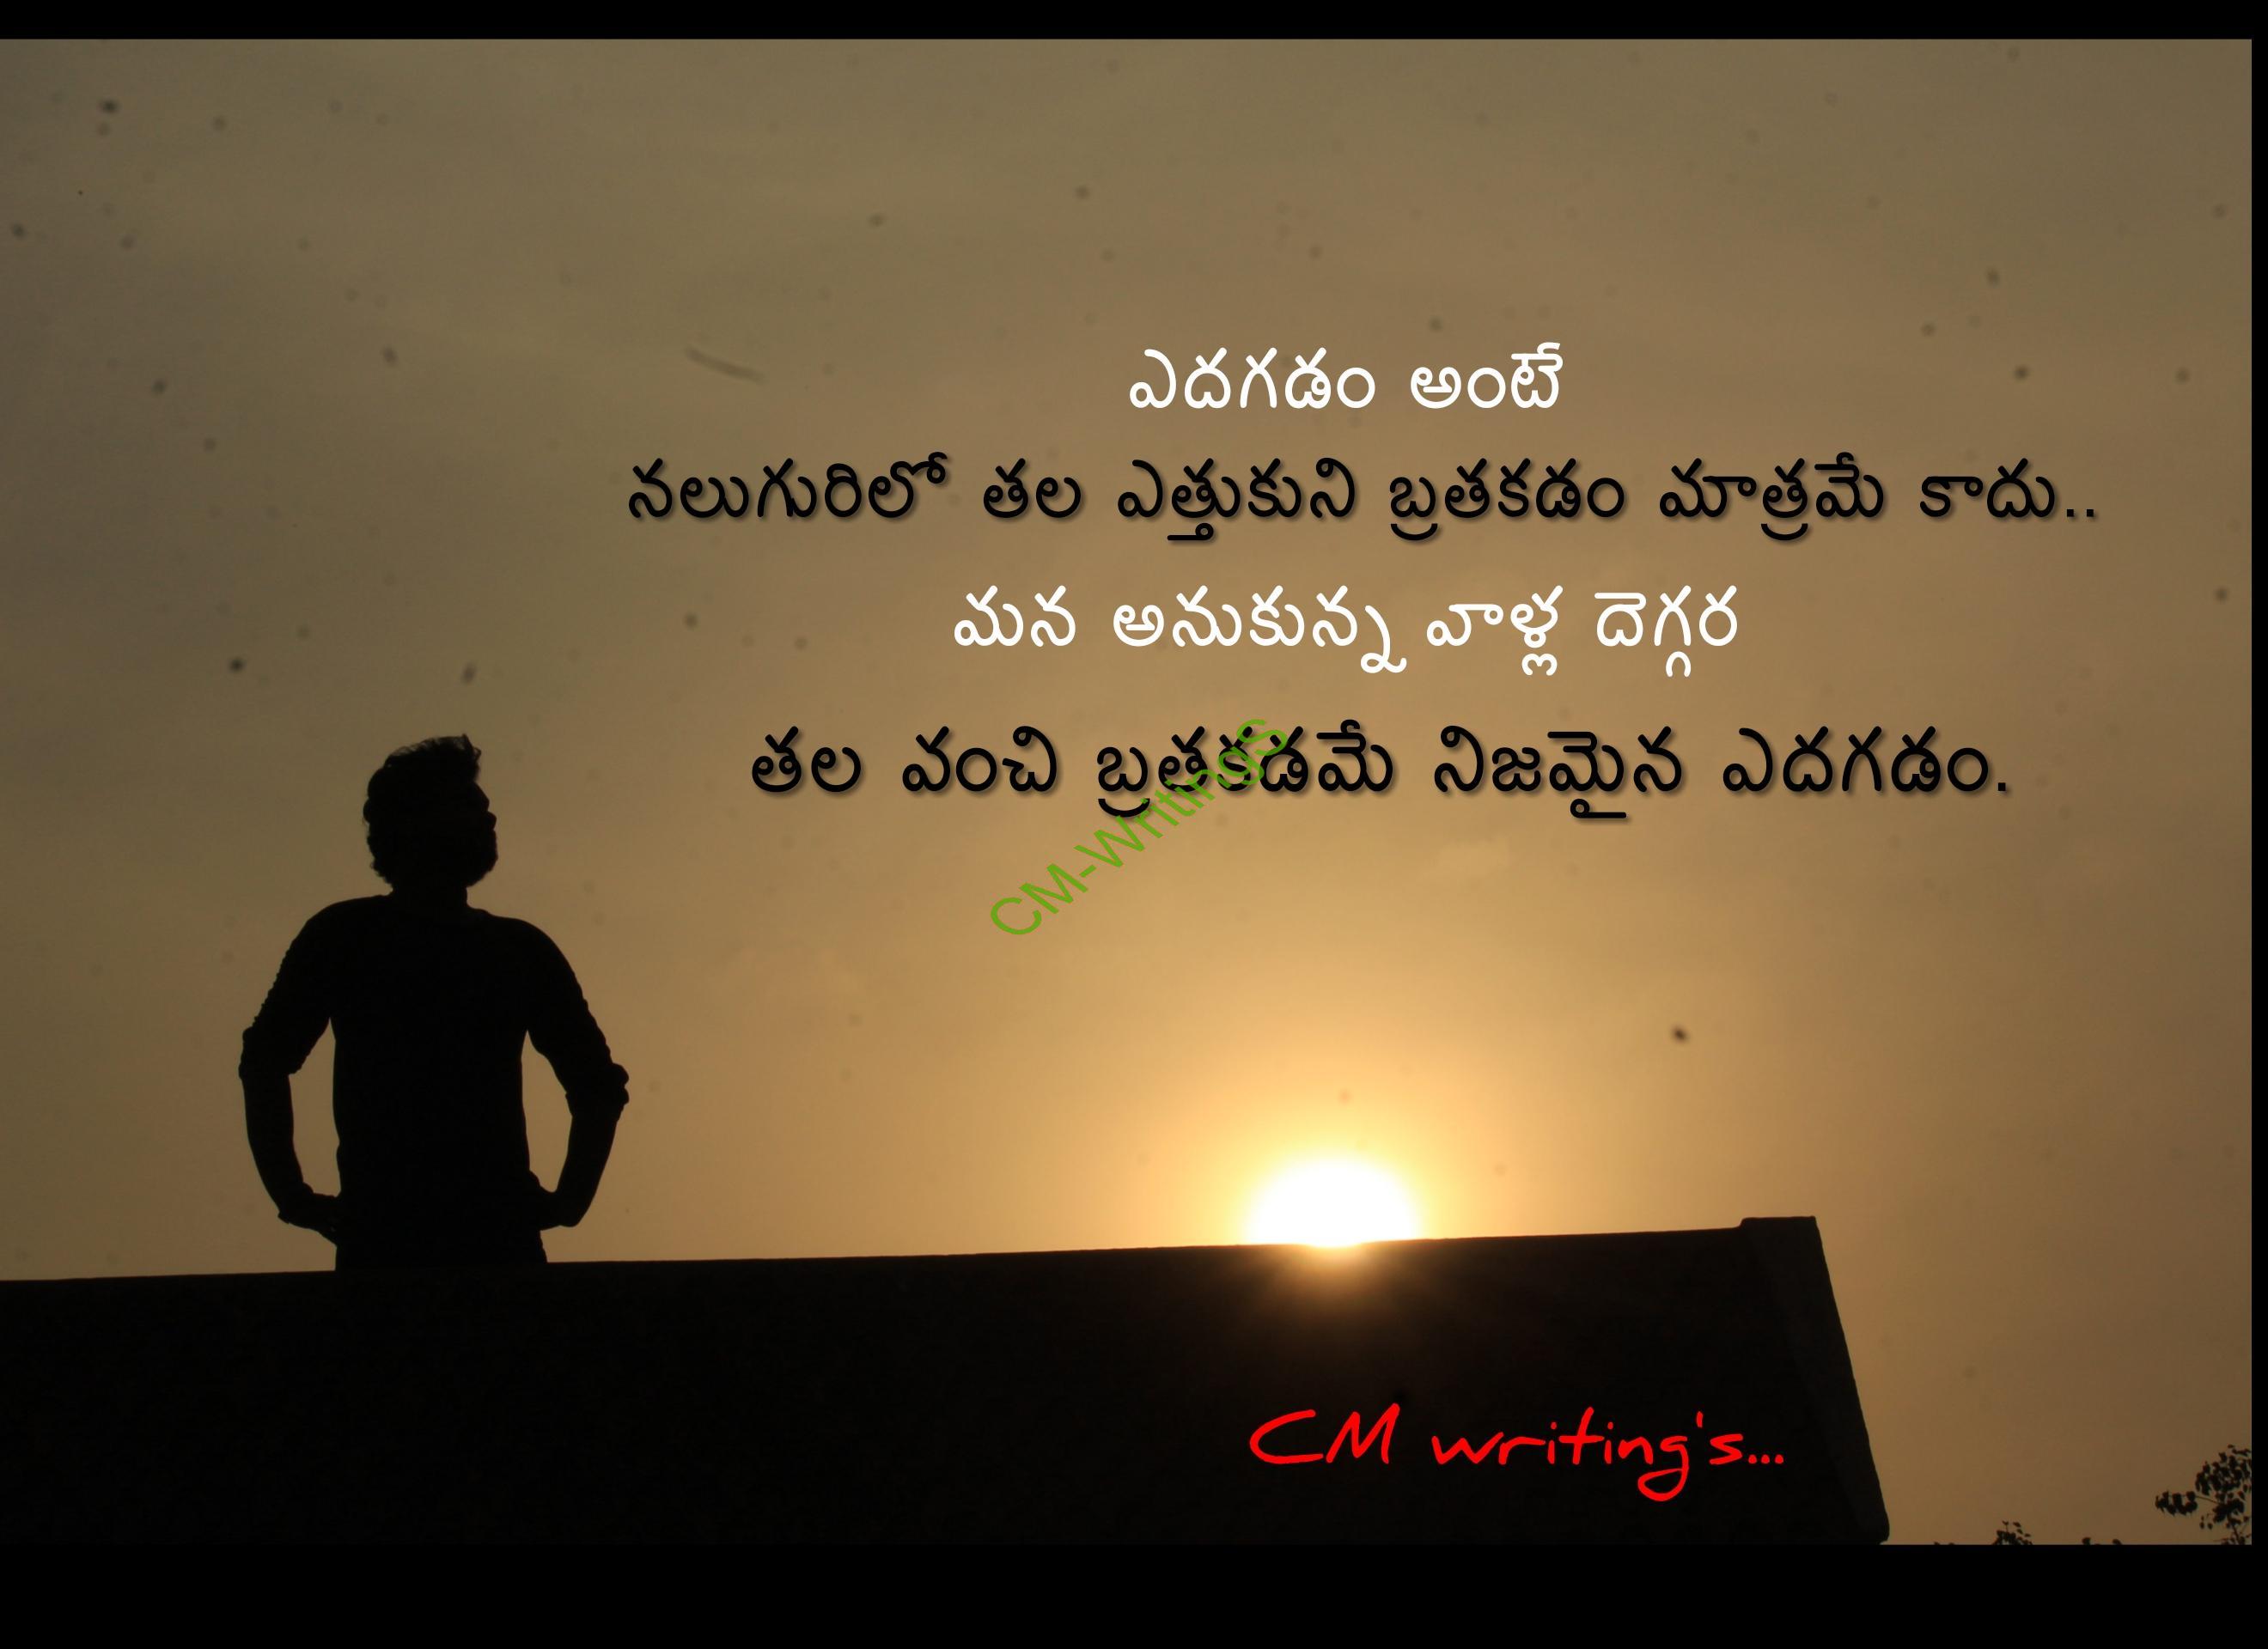 ఎదగడం అంటే
నలుగురిలో తల ఎత్తుకుని బ్రతకడం మాత్రమే కాదు..
మన అనుకున్న వాళ్ల దెగ్గర
తల వంచి బ్రతకడమే నిజమైన ఎదగడం.
CM-WritingS
CM writing's...